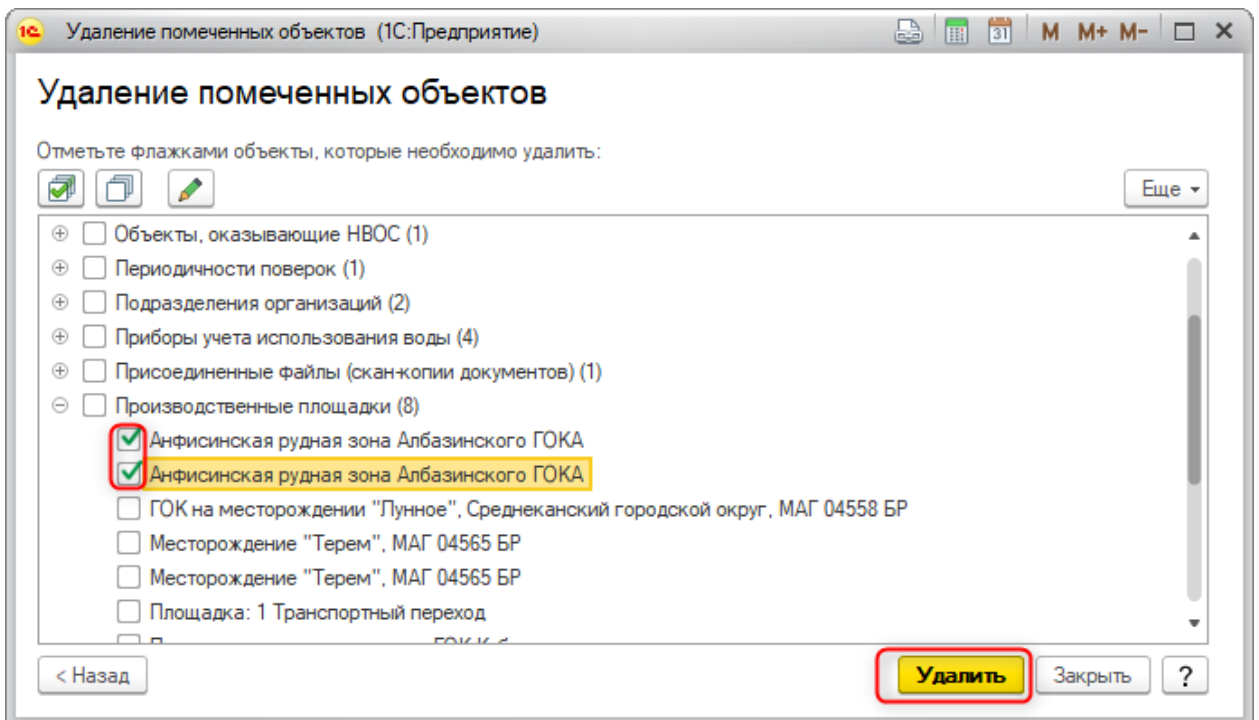 1С Удаление помеченных объектов (1С:Предприятие) 31 M M+ M-
Удаление помеченных объектов
Отметьте флажками объекты, которые необходимо удалить:
Еще
Объекты, оказывающие НВОС (1)
Периодичности поверок (1)
Подразделения организаций (2)
Приборы учета использования воды (4)
Присоединенные файлы (скан-копии документов) (1)
Производственные площадки (8)
Анфисинская рудная зона Албазинского ГОКА
Анфисинская рудная зона Албазинского ГОКА
ГОК на месторождении "Лунное", Среднеканский городской округ, МАГ 04558 БР
Месторождение "Терем", МАГ 04565 БР
Месторождение "Терем", МАГ 04565 БР
Площадка: 1 Транспортный переход
< Назад Удалить Закрыть ?